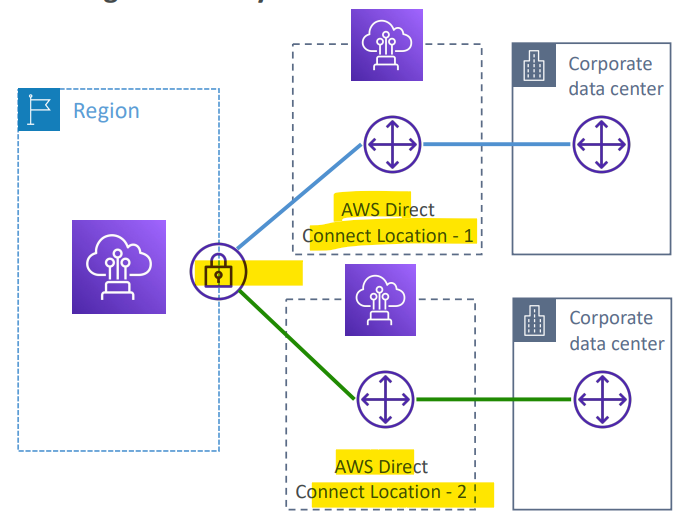 Region
AWS Direct
Connect Location - 1
Corporate
data center
AWS Direct
Connect Location - 2
Corporate
data center